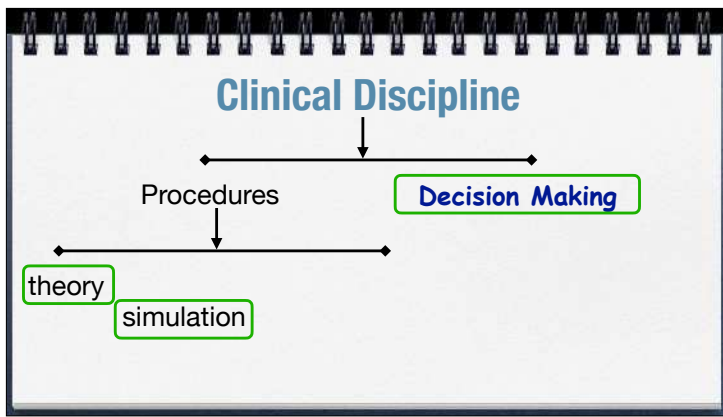 Clinical Discipline
Procedures
Decision Making
theory
simulation